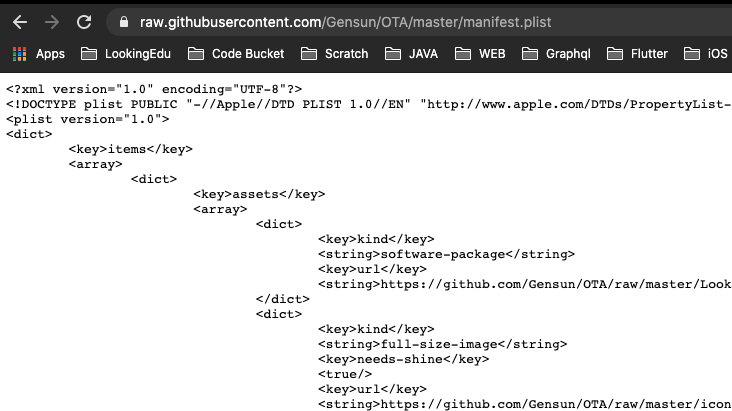 raw.githubusercontent.com/Gensun/OTA/master/manifest.plist
Apps LookingEdu Code Bucket Scratch JAVA WEB Graphql Flutter iOS
<?xml version="1.0" encoding="UTF-8"?>
<!DOCTYPE plist PUBLIC "-//Apple//DTD PLIST 1.0//EN" "http://www.apple.com/DTDs/PropertyList-
<plist version="1.0">
<dict>
<key>items</key>
<array>
<dict>
<key>assets</key>
<array>
<dict>
<key>kind</key>
<string>software-package</string>
<key>url</key>
<string>https://github.com/Gensun/OTA/raw/master/Look
</dict>
<dict>
<key>kind</key>
<string>full-size-image</string>
<key>needs-shine</key>
<true/>
<key>url</key>
<string>https://github.com/Gensun/OTA/raw/master/icon